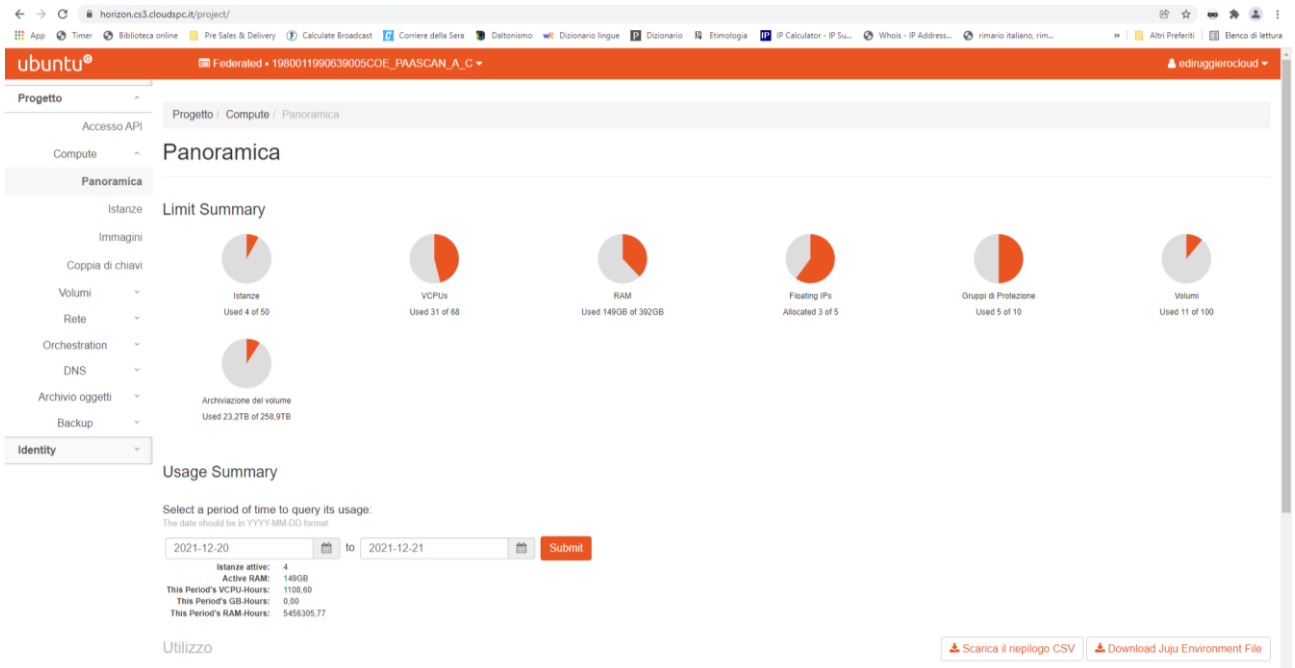 horizon.cs3.cloudspc.it/project/
App Timer Biblioteca online Pre Sales & Delivery Calculate Broadcast Corriere della Sera Daltonismo wR Dizionario lingue P Dizionario Etimologia IP IP Calculator - IP Su... Whois - IP Address... rimario italiano, rim... » Altri Preferiti Elenco di lettura
ubuntu® Federated • 1980011990639005COE_PAASCAN_A_C ediruggierocloud
Progetto
Accesso API
Compute
Panoramica
Istanze
Immagini
Coppia di chiavi
Volumi
Rete
Orchestration
DNS
Archivio oggetti
Backup
Identity
Progetto / Compute / Panoramica
Panoramica
Limit Summary
Istanze
Used 4 of 50
VCPUs
Used 31 of 68
RAM
Used 149GB of 392GB
Floating IPs
Allocated 3 of 5
Gruppi di Protezione
Used 5 of 10
Volumi
Used 11 of 100
Archiviazione del volume
Used 23,2TB of 258,9TB
Usage Summary
Select a period of time to query its usage:
The date should be in YYYY-MM-DD format.
2021-12-20 to 2021-12-21 Submit
Istanze attive: 4
Active RAM: 149GB
This Period's VCPU-Hours: 1108,60
This Period's GB-Hours: 0,00
This Period's RAM-Hours: 5456305,77
Utilizzo
Scarica il riepilogo CSV Download Juju Environment File